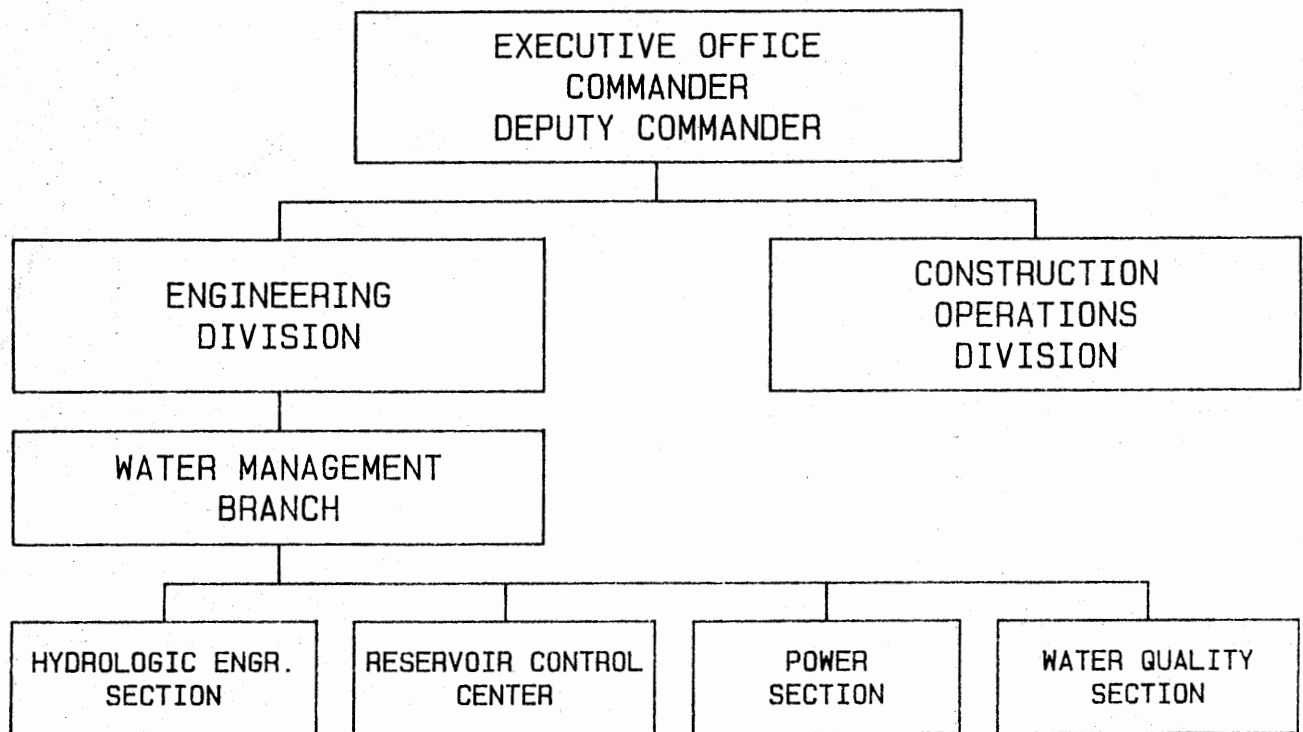 EXECUTIVE OFFICE
COMMANDER
DEPUTY COMMANDER
ENGINEERING
DIVISION
CONSTRUCTION
OPERATIONS
DIVISION
WATER MANAGEMENT
BRANCH
HYDROLOGIC ENGR.
SECTION
RESERVOIR CONTROL
CENTER
POWER
SECTION
WATER QUALITY
SECTION